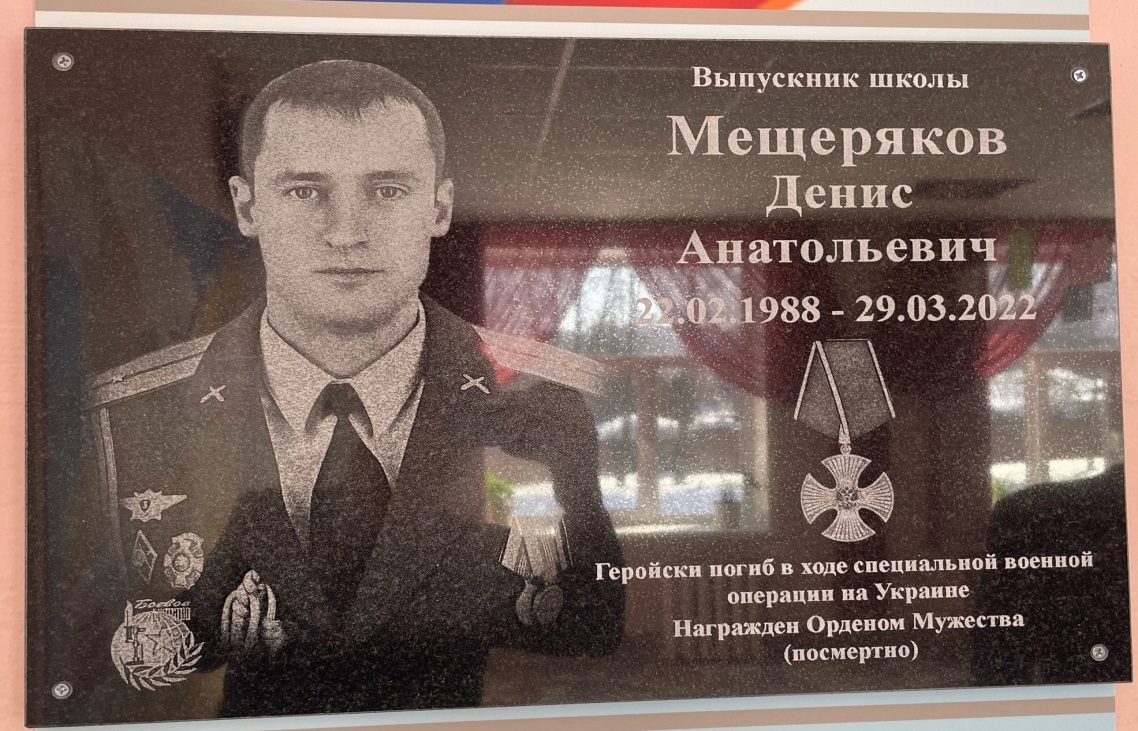 Выпускник школы
Мещеряков
Денис
Анатольевич
22.02.1988 - 29.03.2022
Геройски погиб в ходе специальной военной
операции на Украине
Награжден Орденом Мужества
(посмертно)